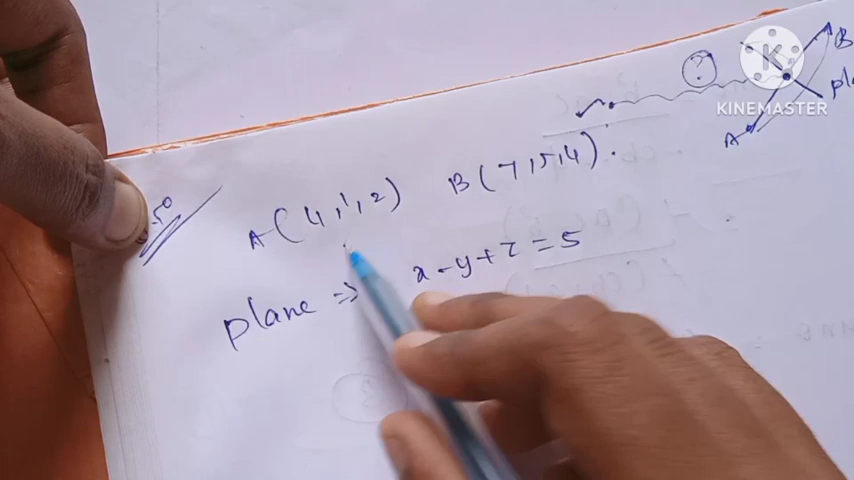 B
KINEMASTER
A
A (4,1,2) B (7,5,4).
plane ⇒ x-y+z=5